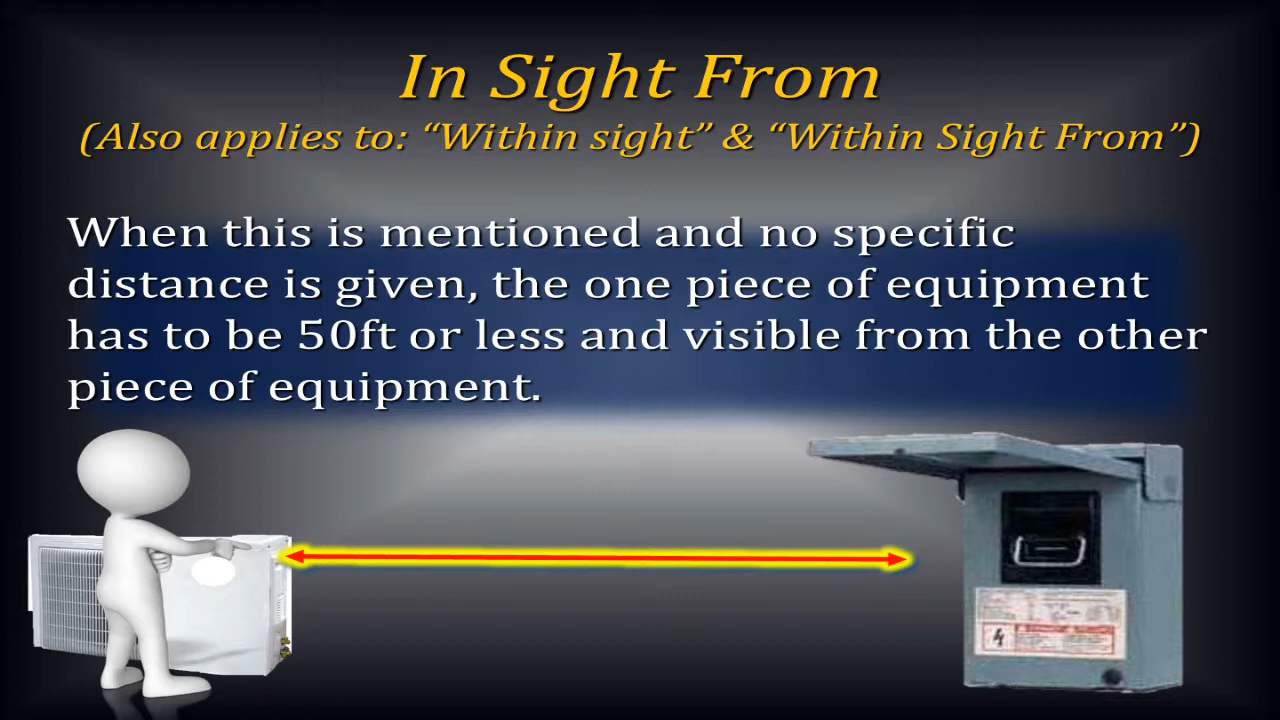 In Sight From
(Also applies to: “Within sight” & “Within Sight From”)
When this is mentioned and no specific
distance is given, the one piece of equipment
has to be 50ft or less and visible from the other
piece of equipment.